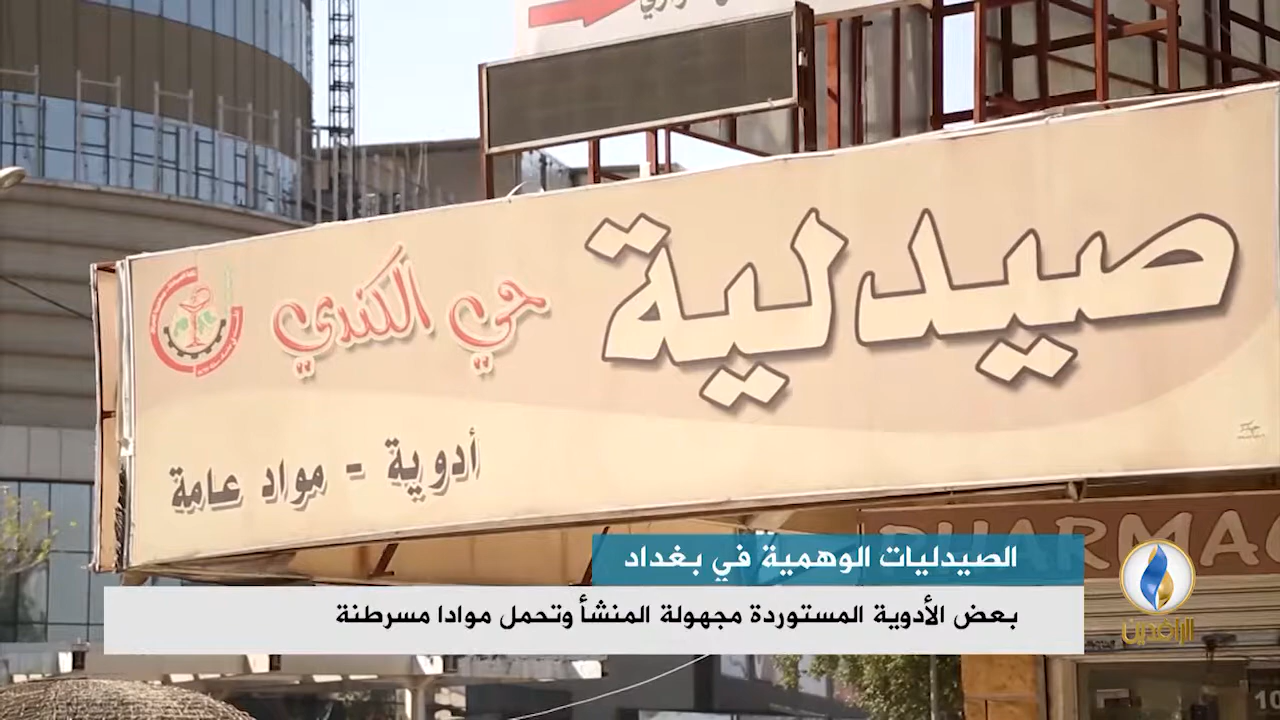 صيدلية
حي الكندي
أدوية - مواد عامة
PHARMAC
الصيدليات الوهمية في بغداد
بعض الأدوية المستوردة مجهولة المنشأ وتحمل موادا مسرطنة
الرافدين
10